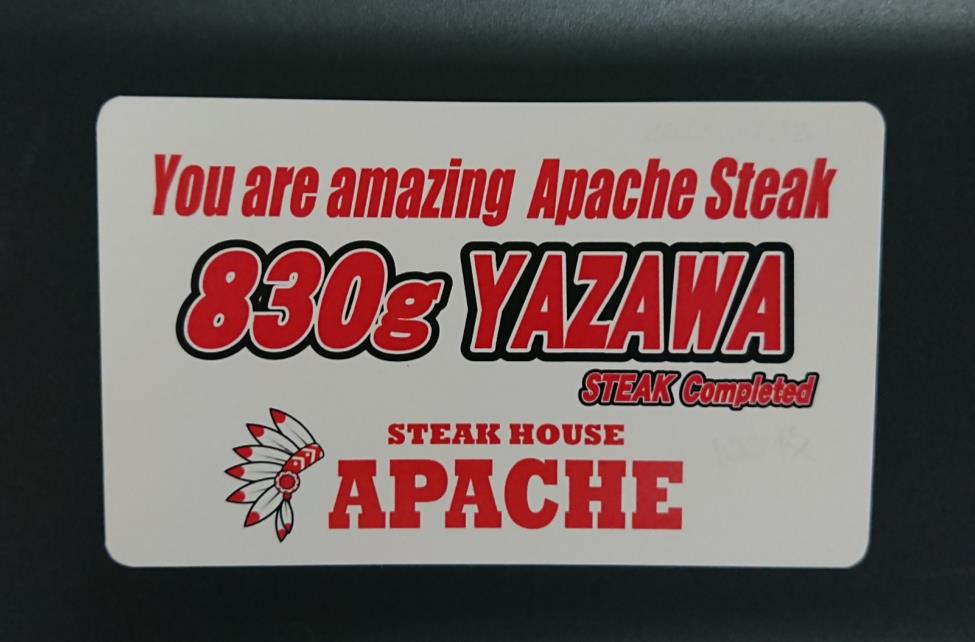 You are amazing Apache Steak
830g YAZAWA
STEAK Completed
STEAK HOUSE
APACHE